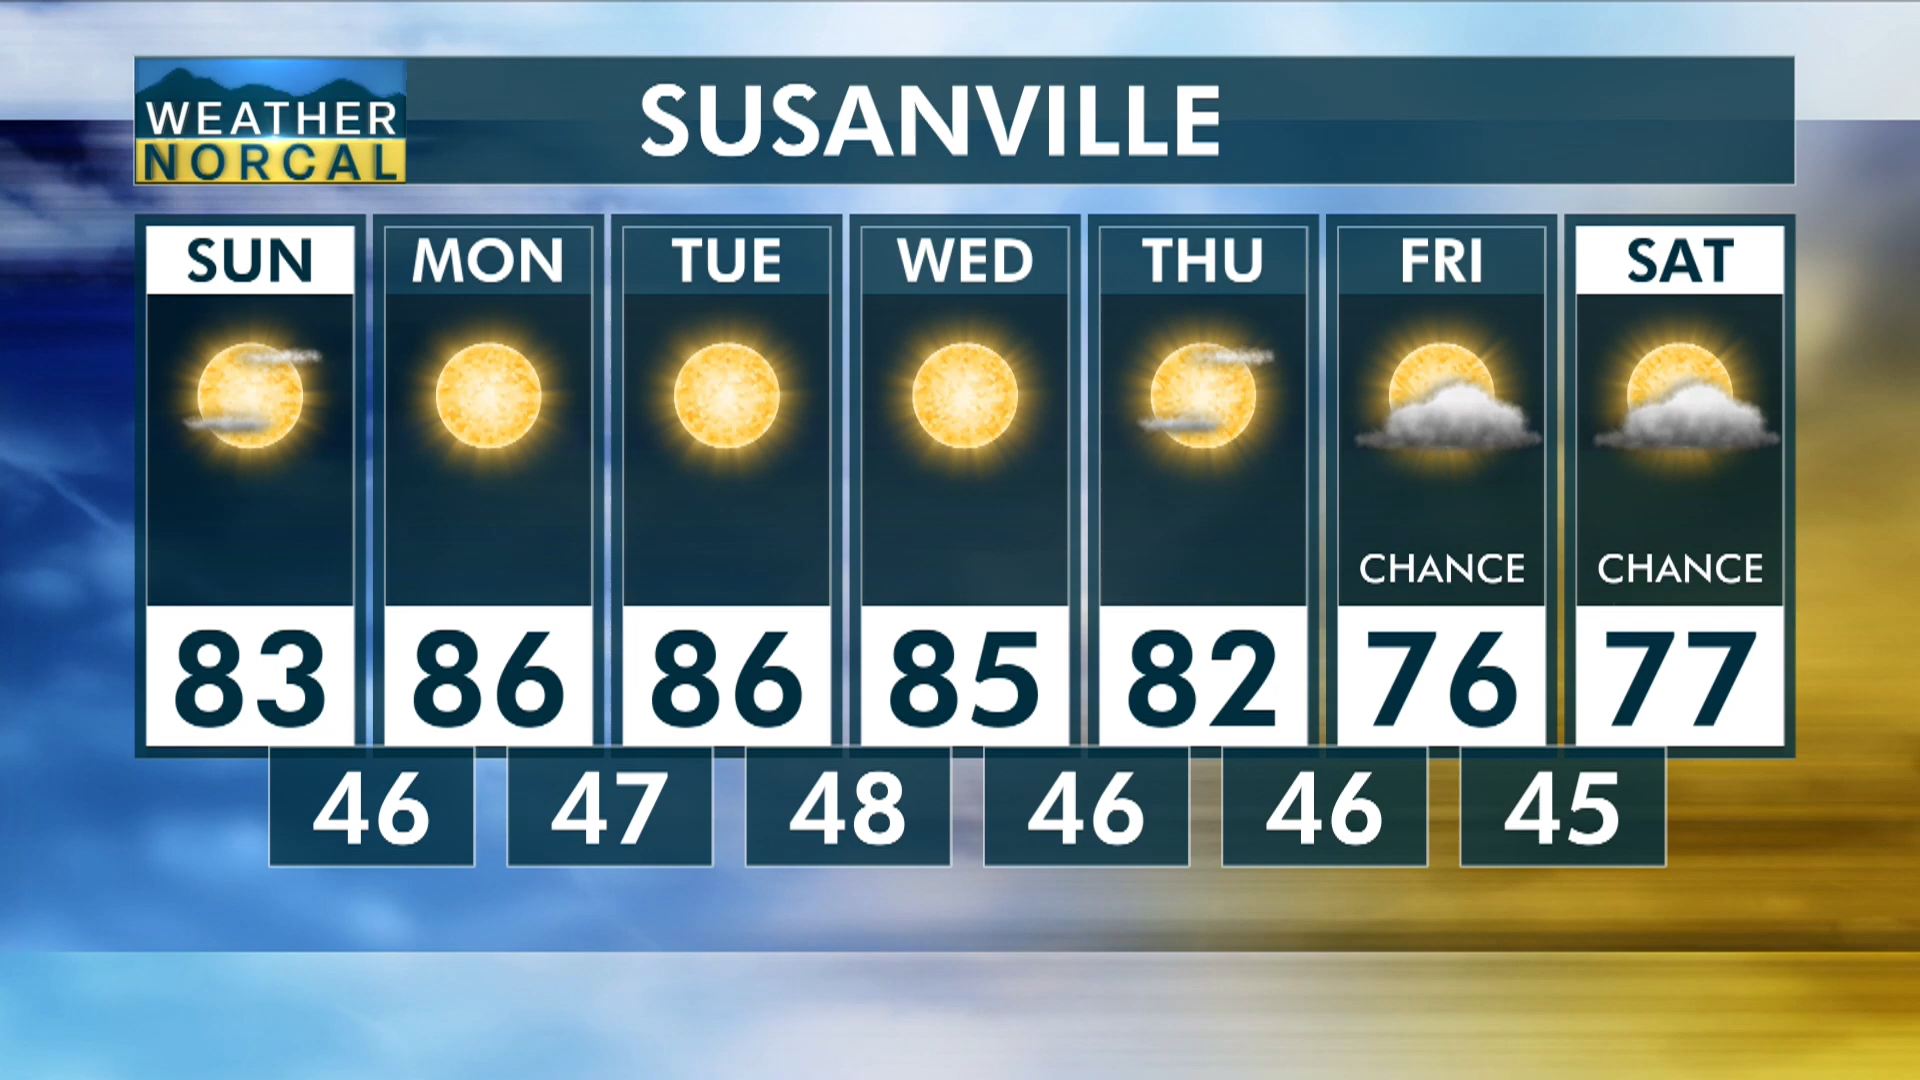 WEATHER
NORCAL
SUSANVILLE
SUN MON TUE WED THU FRI SAT
CHANCE CHANCE
83 86 86 85 82 76 77
46 47 48 46 46 45